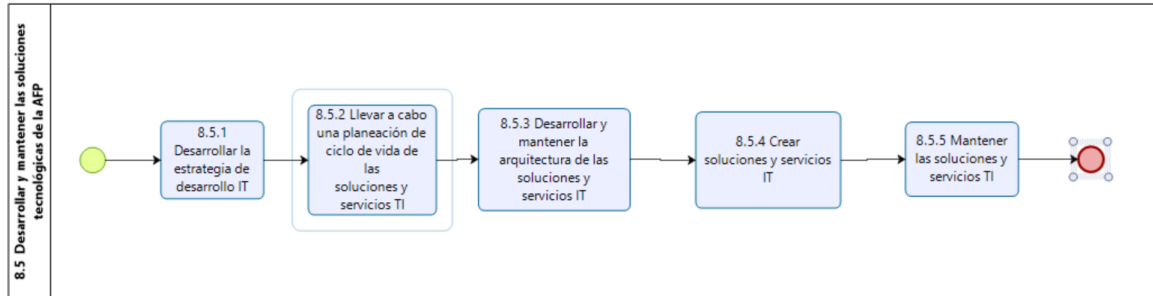 8.5 Desarrollar y mantener las soluciones
tecnológicas de la AFP
8.5.1
Desarrollar la
estrategia de
desarrollo IT
8.5.2 Llevar a cabo
una planeación de
ciclo de vida de
las
soluciones y
servicios TI
8.5.3 Desarrollar y
mantener la
arquitectura de las
soluciones y
servicios IT
8.5.4 Crear
soluciones y servicios
IT
8.5.5 Mantener
las soluciones y
servicios TI